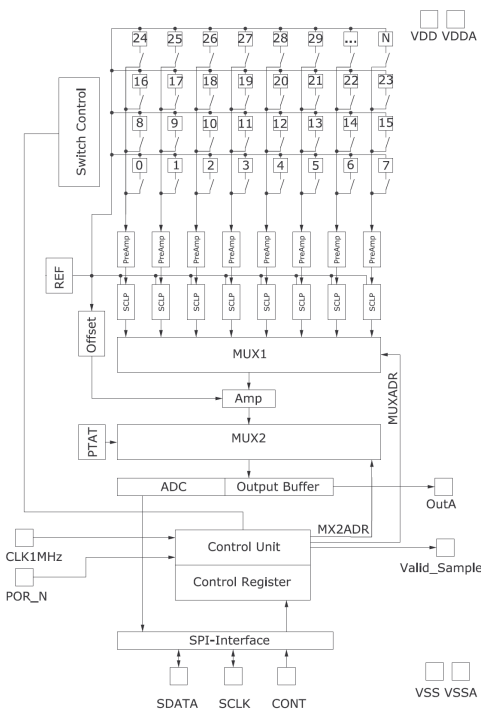 24 25 26 27 28 29 ... N
VDD VDDA
16 17 18 19 20 21 22 23
Switch Control
8 9 10 11 12 13 14 15
0 1 2 3 4 5 6 7
PreAmp PreAmp PreAmp PreAmp PreAmp PreAmp PreAmp PreAmp
REF
SCLP SCLP SCLP SCLP SCLP SCLP SCLP SCLP
Offset
MUX1
MUXADR
Amp
PTAT
MUX2
ADC Output Buffer
OutA
MX2ADR
CLK1MHz
Control Unit
Valid_Sample
POR_N
Control Register
SPI-Interface
SDATA SCLK CONT
VSS VSSA